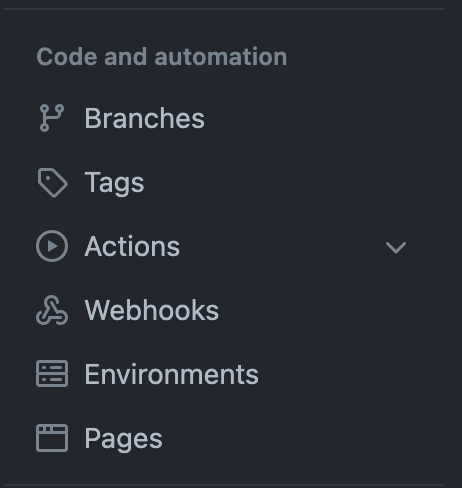 Code and automation
Branches
Tags
Actions
Webhooks
Environments
Pages